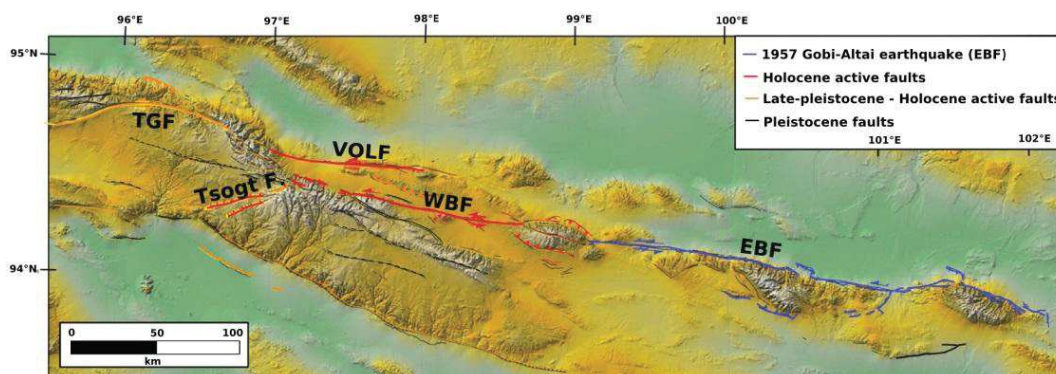 96°E 97°E 98°E 99°E 100°E
95°N
1957 Gobi-Altai earthquake (EBF)
Holocene active faults
Late-pleistocene - Holocene active faults
Pleistocene faults
101°E 102°E
TGF
VOLF
Tsogt F.
WBF
EBF
94°N
0 50 100
km